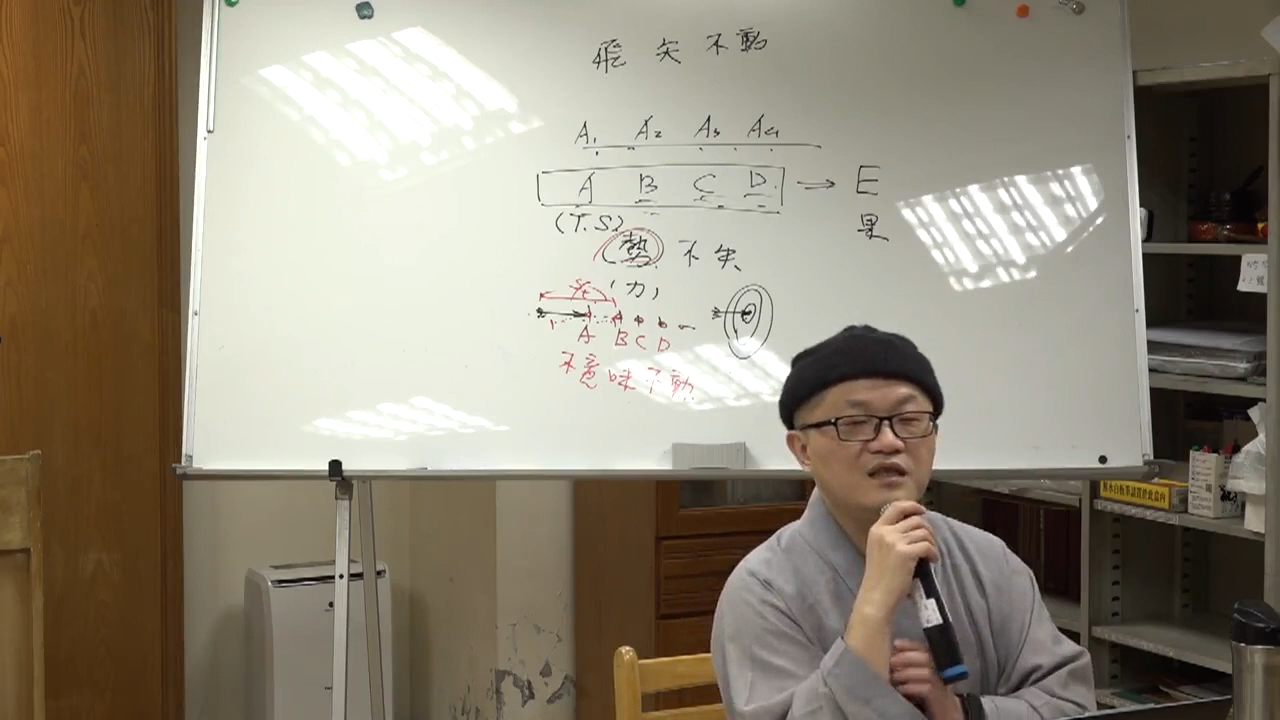 飛矢不動
A₁ A₂ A₃ A₄
A B C D ⇒ E
果
(T.S)
(勢) 不失
(力)
A B C D
不意味不動